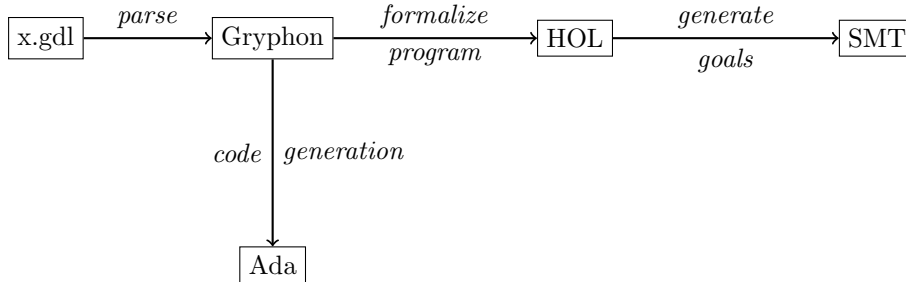 parse
formalize
generate
x.gdl
Gryphon
HOL
SMT
program
goals
code generation
Ada